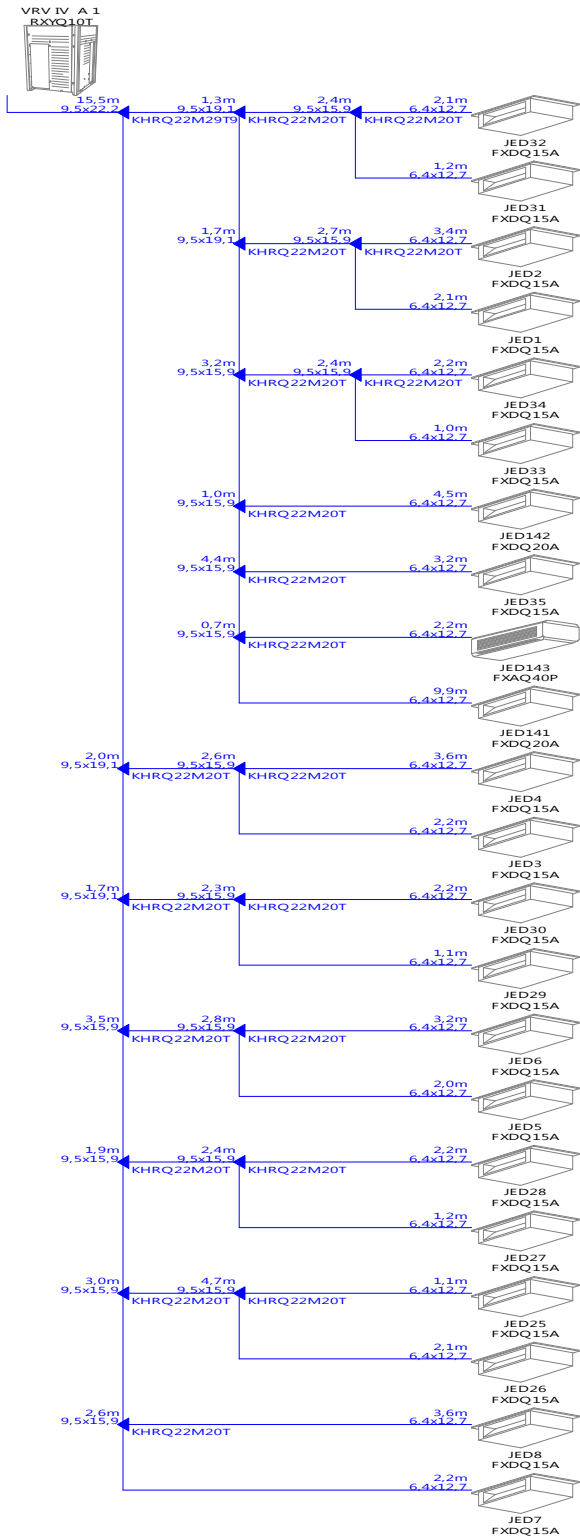 VRV IV A 1
RXYQ10T
15,5m 1,3m 2,4m 2,1m
9,5x22,2 9,5x19,1 9,5x15,9 6,4x12,7
KHRQ22M29T9 KHRQ22M20T KHRQ22M20T
JED32
FXDQ15A
1,2m
6,4x12,7
JED31
FXDQ15A
1,7m 2,7m 3,4m
9,5x19,1 9,5x15,9 6,4x12,7
KHRQ22M20T KHRQ22M20T
JED2
FXDQ15A
2,1m
6,4x12,7
JED1
FXDQ15A
3,2m 2,4m 2,2m
9,5x15,9 9,5x15,9 6,4x12,7
KHRQ22M20T KHRQ22M20T
JED34
FXDQ15A
1,0m
6,4x12,7
JED33
FXDQ15A
1,0m 4,5m
9,5x15,9 6,4x12,7
KHRQ22M20T
JED142
FXDQ20A
4,4m 3,2m
9,5x15,9 6,4x12,7
KHRQ22M20T
JED35
FXDQ15A
0,7m 2,2m
9,5x15,9 6,4x12,7
KHRQ22M20T
JED143
FXAQ40P
9,9m
6,4x12,7
JED141
FXDQ20A
2,0m 2,6m 3,6m
9,5x19,1 9,5x15,9 6,4x12,7
KHRQ22M20T KHRQ22M20T
JED4
FXDQ15A
2,2m
6,4x12,7
JED3
FXDQ15A
1,7m 2,3m 2,2m
9,5x19,1 9,5x15,9 6,4x12,7
KHRQ22M20T KHRQ22M20T
JED30
FXDQ15A
1,1m
6,4x12,7
JED29
FXDQ15A
3,5m 2,8m 3,2m
9,5x15,9 9,5x15,9 6,4x12,7
KHRQ22M20T KHRQ22M20T
JED6
FXDQ15A
2,0m
6,4x12,7
JED5
FXDQ15A
1,9m 2,4m 2,2m
9,5x15,9 9,5x15,9 6,4x12,7
KHRQ22M20T KHRQ22M20T
JED28
FXDQ15A
1,2m
6,4x12,7
JED27
FXDQ15A
3,0m 4,7m 1,1m
9,5x15,9 9,5x15,9 6,4x12,7
KHRQ22M20T KHRQ22M20T
JED25
FXDQ15A
2,1m
6,4x12,7
JED26
FXDQ15A
2,6m 3,6m
9,5x15,9 6,4x12,7
KHRQ22M20T
JED8
FXDQ15A
2,2m
6,4x12,7
JED7
FXDQ15A